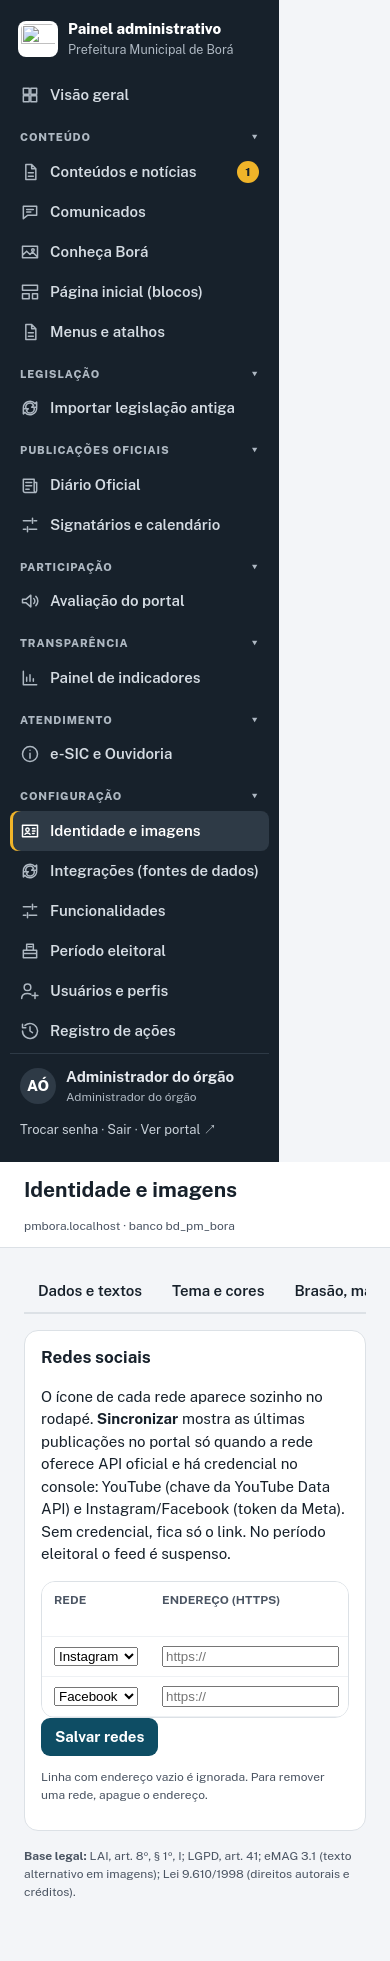 Painel administrativo
Prefeitura Municipal de Borá
Visão geral
CONTEÚDO
Conteúdos e notícias 1
Comunicados
Conheça Borá
Página inicial (blocos)
Menus e atalhos
LEGISLAÇÃO
Importar legislação antiga
PUBLICAÇÕES OFICIAIS
Diário Oficial
Signatários e calendário
PARTICIPAÇÃO
Avaliação do portal
TRANSPARÊNCIA
Painel de indicadores
ATENDIMENTO
e-SIC e Ouvidoria
CONFIGURAÇÃO
Identidade e imagens
Integrações (fontes de dados)
Funcionalidades
Período eleitoral
Usuários e perfis
Registro de ações
AÓ
Administrador do órgão
Administrador do órgão
Trocar senha · Sair · Ver portal ↗
Identidade e imagens
pmbora.localhost · banco bd_pm_bora
Dados e textos Tema e cores Brasão,
Redes sociais
O ícone de cada rede aparece sozinho no
rodapé. Sincronizar mostra as últimas
publicações no portal só quando a rede
oferece API oficial e há credencial no
console: YouTube (chave da YouTube Data
API) e Instagram/Facebook (token da Meta).
Sem credencial, fica só o link. No período
eleitoral o feed é suspenso.
REDE ENDEREÇO (HTTPS)
Instagram https://
Facebook https://
Salvar redes
Linha com endereço vazio é ignorada. Para remover
uma rede, apague o endereço.
Base legal: LAI, art. 8º, § 1º, I; LGPD, art. 41; eMAG 3.1 (texto
alternativo em imagens); Lei 9.610/1998 (direitos autorais e
créditos).